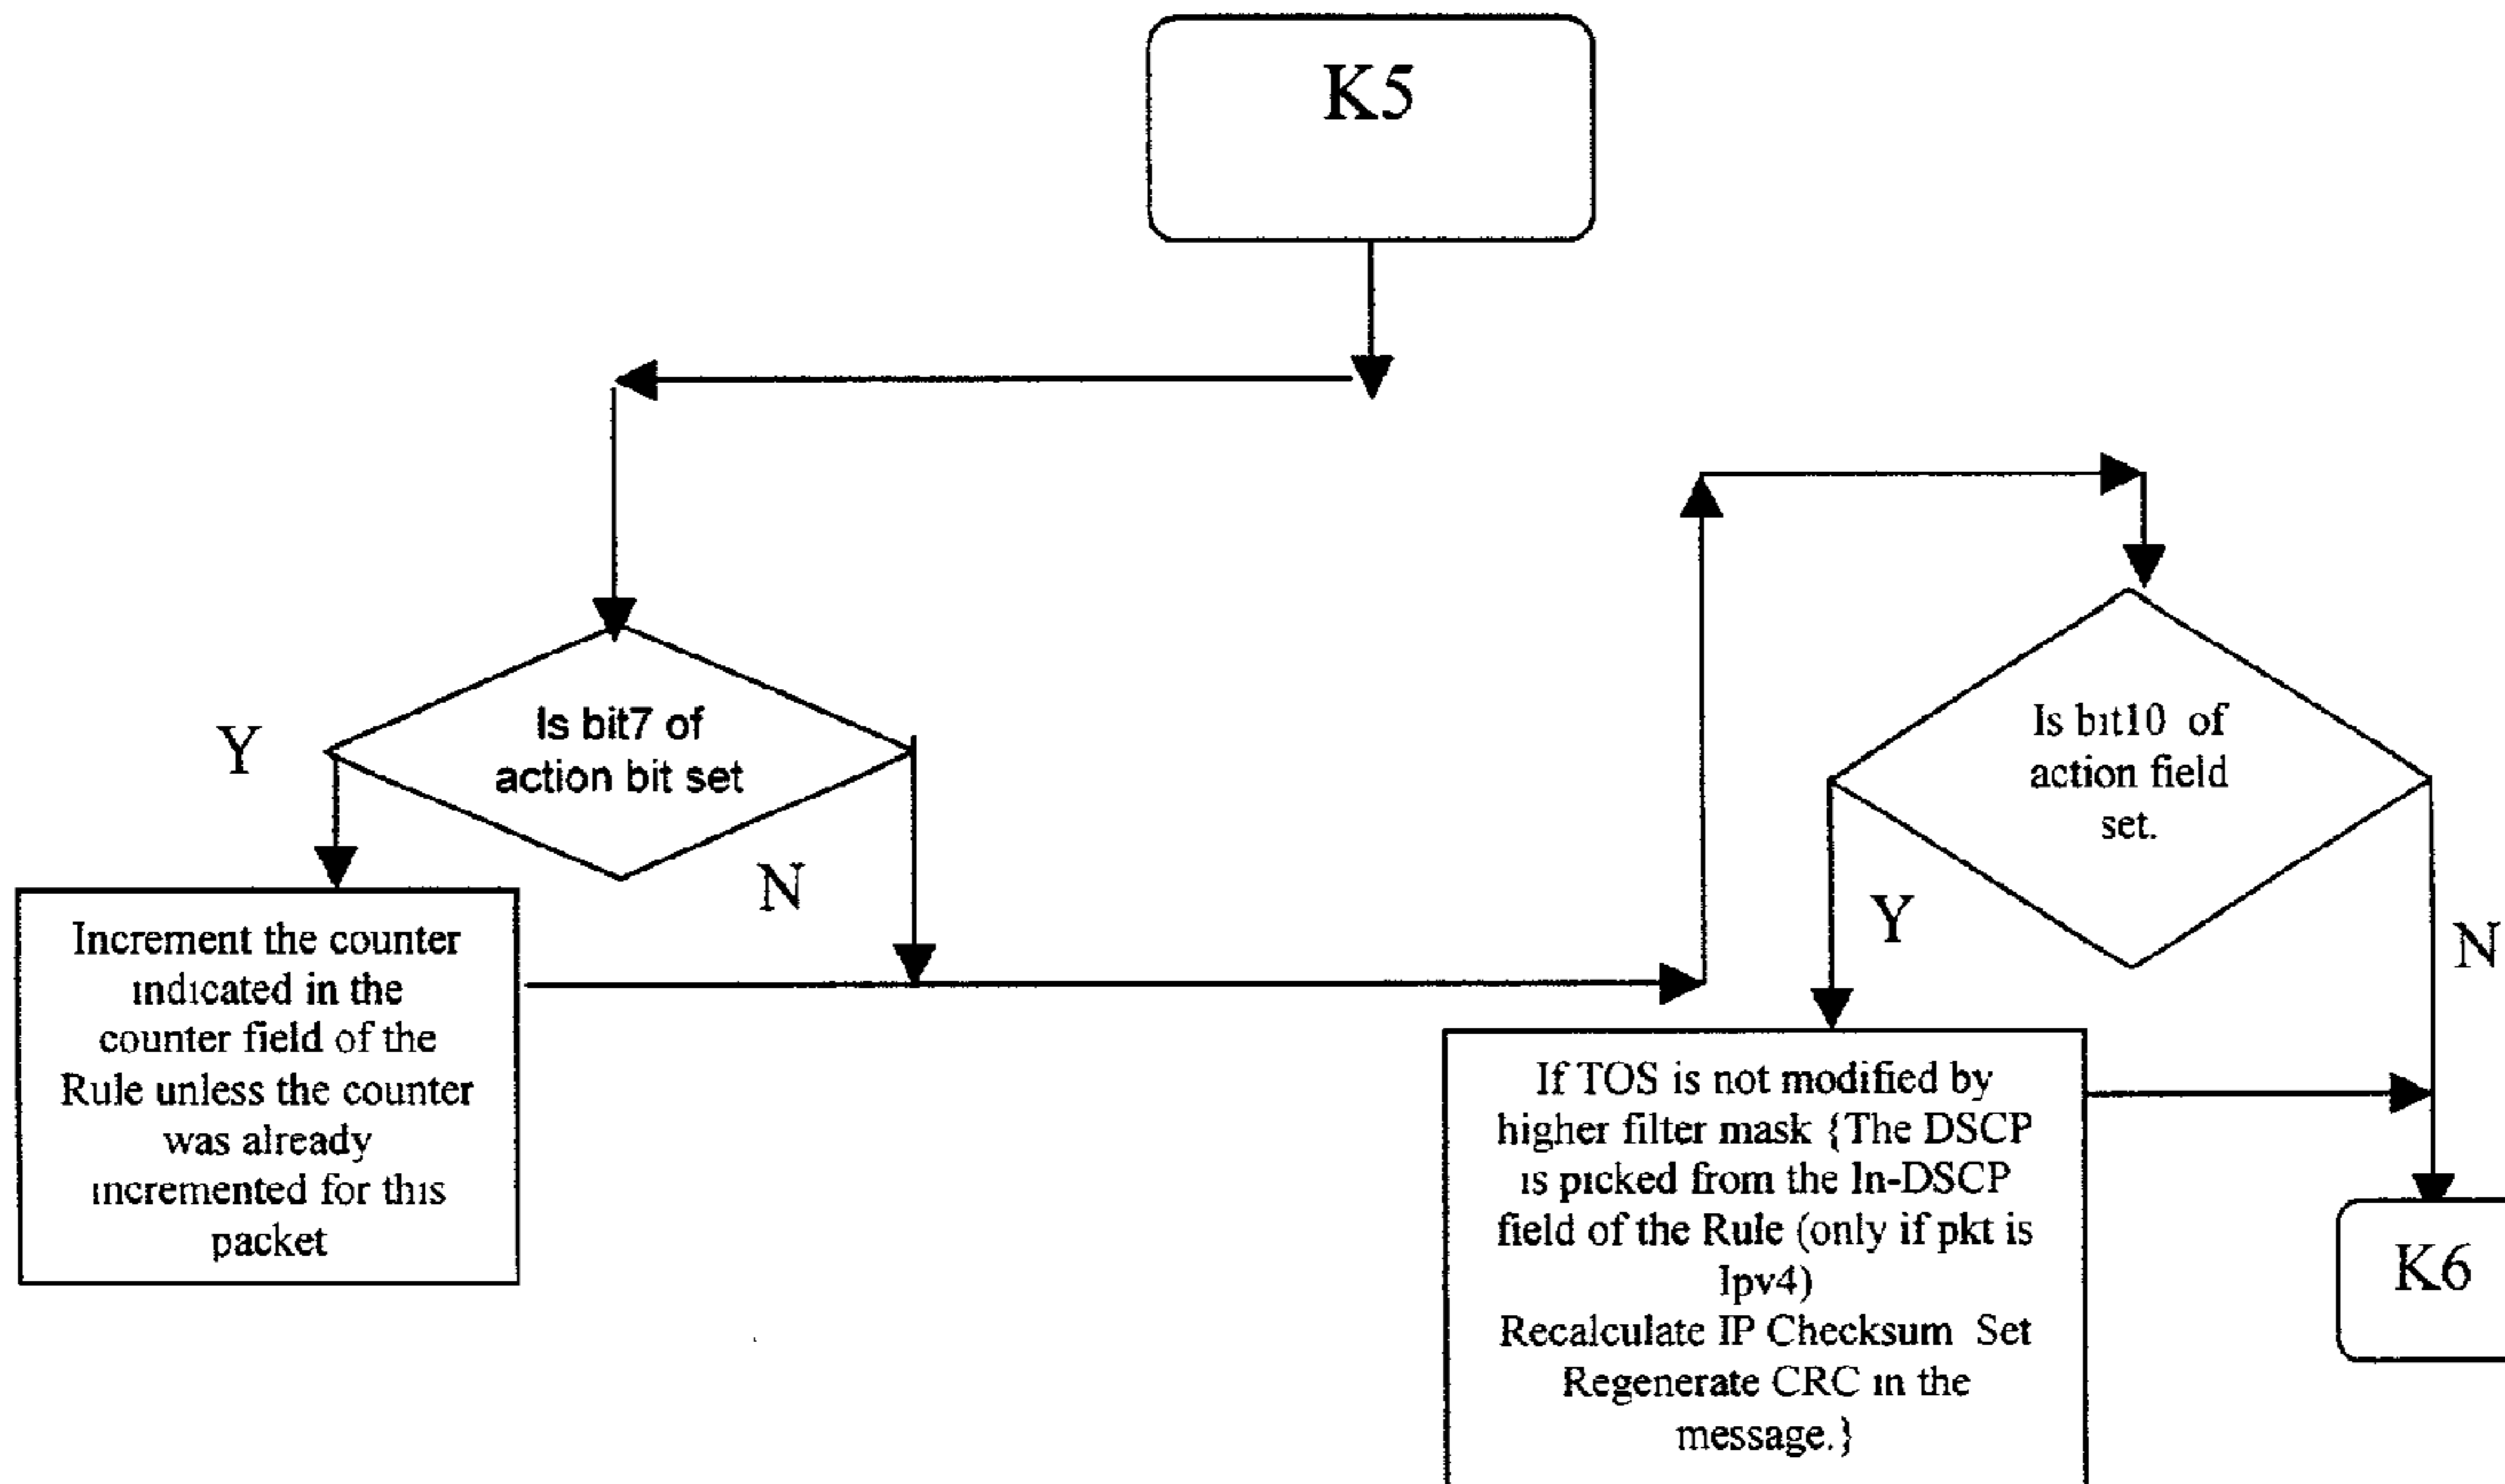 K5
Is bit7 of
action bit set
Y
N
Increment the counter
indicated in the
counter field of the
Rule unless the counter
was already
incremented for this
packet
Is bit10 of
action field
set.
Y
N
If TOS is not modified by
higher filter mask {The DSCP
is picked from the In-DSCP
field of the Rule (only if pkt is
Ipv4)
Recalculate IP Checksum Set
Regenerate CRC in the
message.}
K6